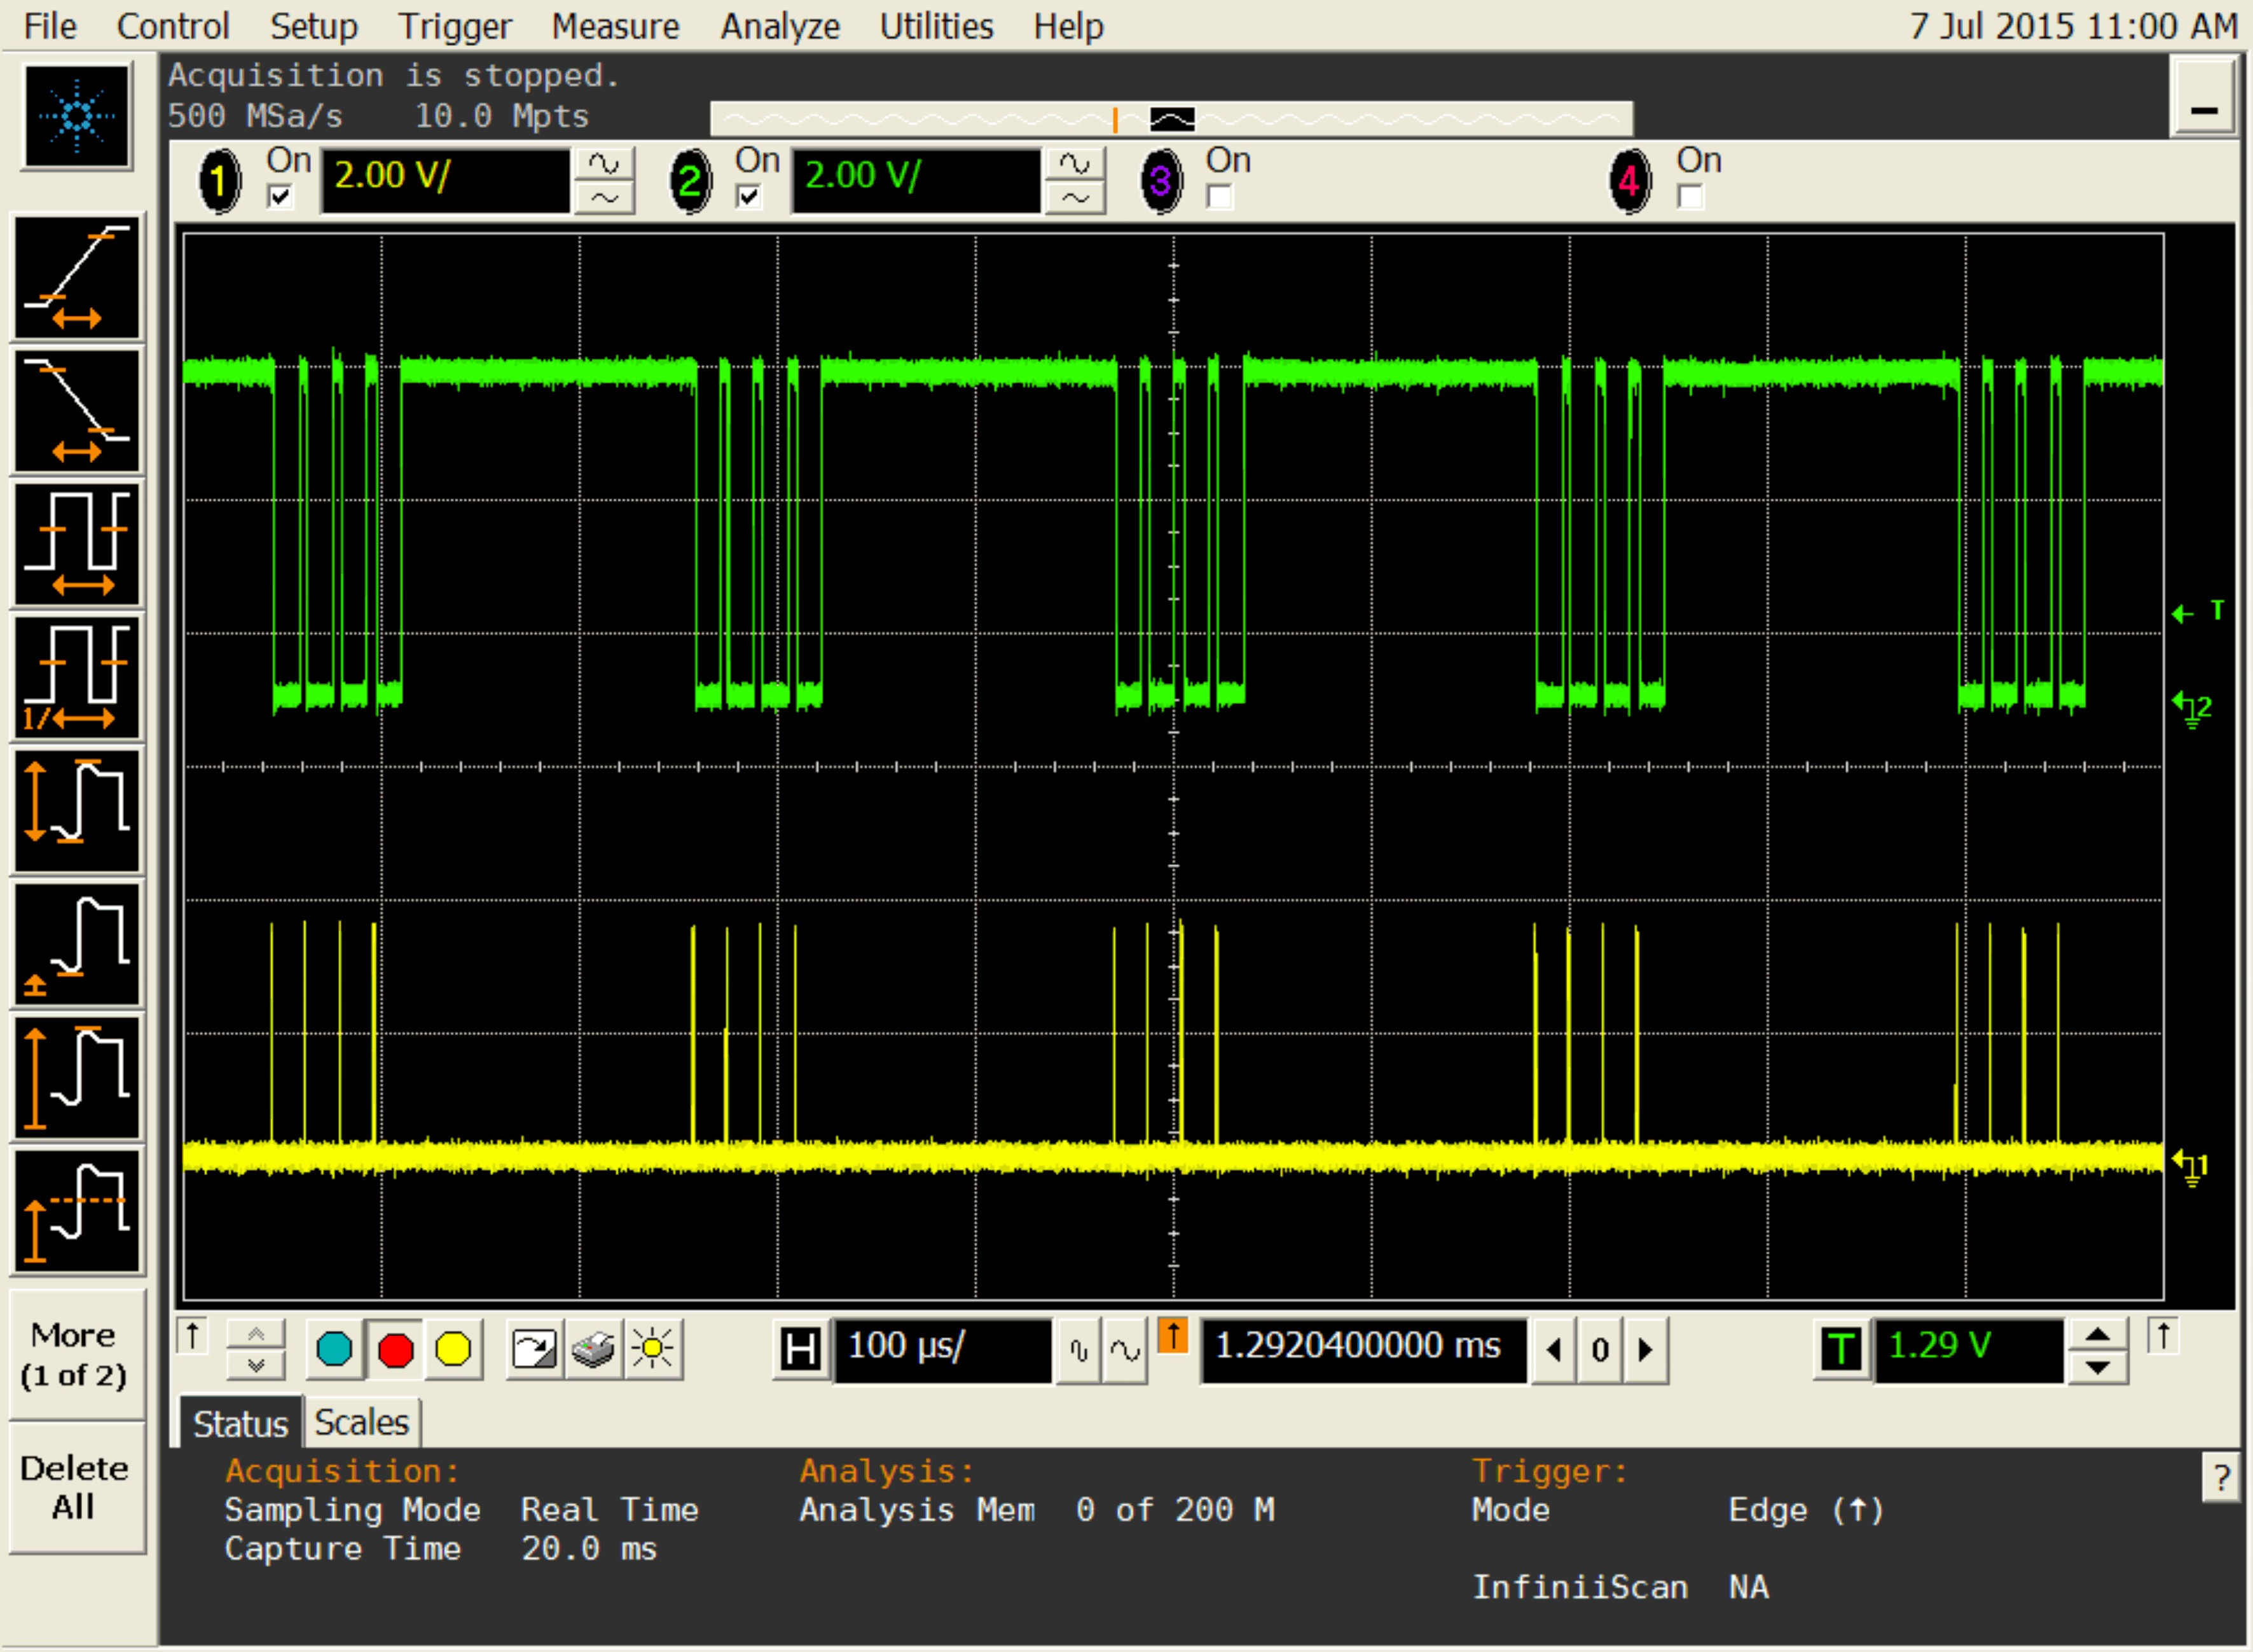 File Control Setup Trigger Measure Analyze Utilities Help 7 Jul 2015 11:00 AM
Acquisition is stopped.
500 MSa/s 10.0 Mpts
1 On 2.00 V/ 2 On 2.00 V/ 3 On 4 On
T
2
1/
1
More
(1 of 2)
H 100 µs/ 1.2920400000 ms 0 T 1.29 V
Status Scales
Delete
All
Acquisition: Analysis: Trigger:
Sampling Mode Real Time Analysis Mem 0 of 200 M Mode Edge (↑)
Capture Time 20.0 ms
InfiniiScan NA
?